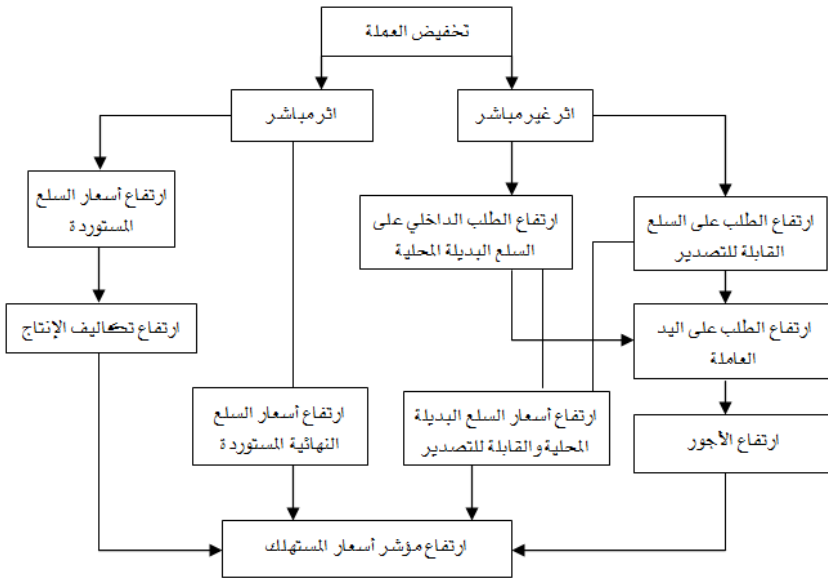 تخفيض العملة
اثر غير مباشر
اثر مباشر
ارتفاع الطلب على السلع
القابلة للتصدير
ارتفاع الطلب الداخلي على
السلع البديلة المحلية
ارتفاع أسعار السلع
المستوردة
ارتفاع الطلب على اليد
العاملة
ارتفاع تكاليف الإنتاج
ارتفاع الأجور
ارتفاع أسعار السلع البديلة
المحلية والقابلة للتصدير
ارتفاع أسعار السلع
النهائية المستوردة
ارتفاع مؤشر أسعار المستهلك